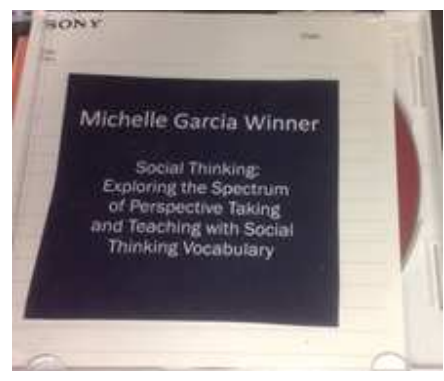 SONY
Michelle Garcia Winner
Social Thinking:
Exploring the Spectrum
of Perspective Taking
and Teaching with Social
Thinking Vocabulary